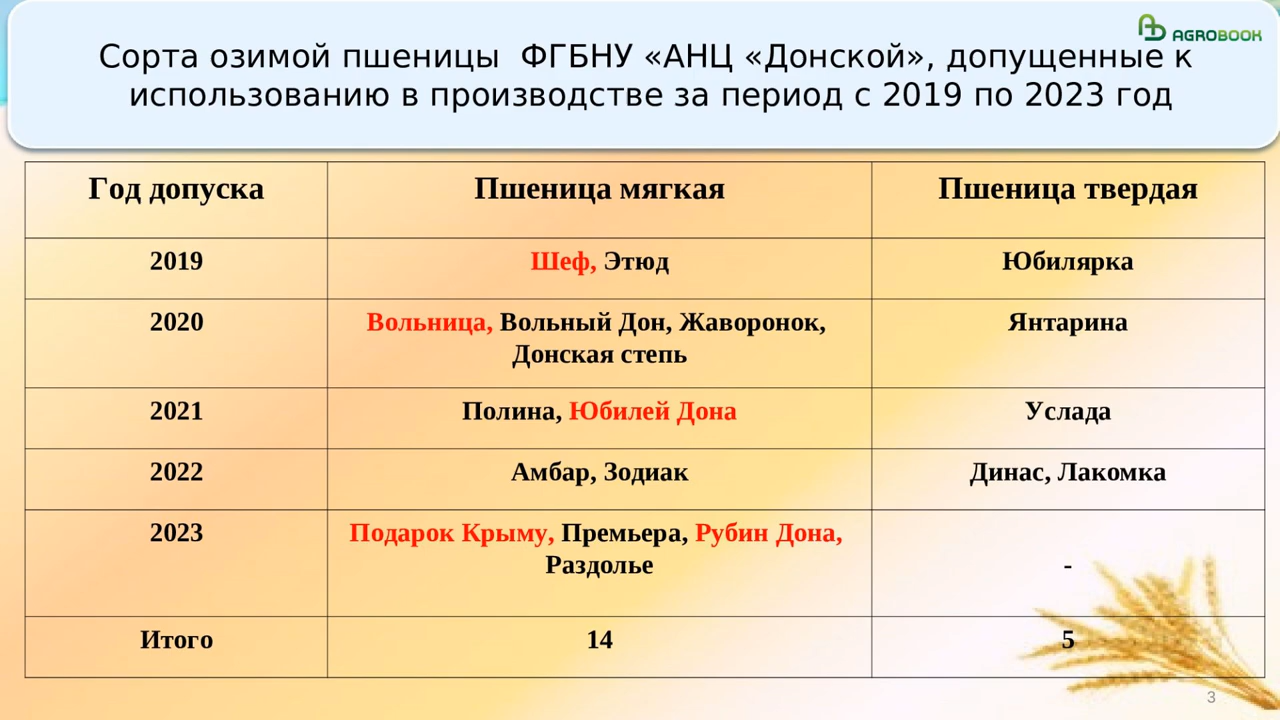 AGROBOOK
Сорта озимой пшеницы ФГБНУ «АНЦ «Донской», допущенные к
использованию в производстве за период с 2019 по 2023 год
Год допуска Пшеница мягкая Пшеница твердая
2019 Шеф, Этюд Юбилярка
2020 Вольница, Вольный Дон, Жаворонок, Янтарина
Донская степь
2021 Полина, Юбилей Дона Услада
2022 Амбар, Зодиак Динас, Лакомка
2023 Подарок Крыму, Премьера, Рубин Дона,
Раздолье -
Итого 14 5
3